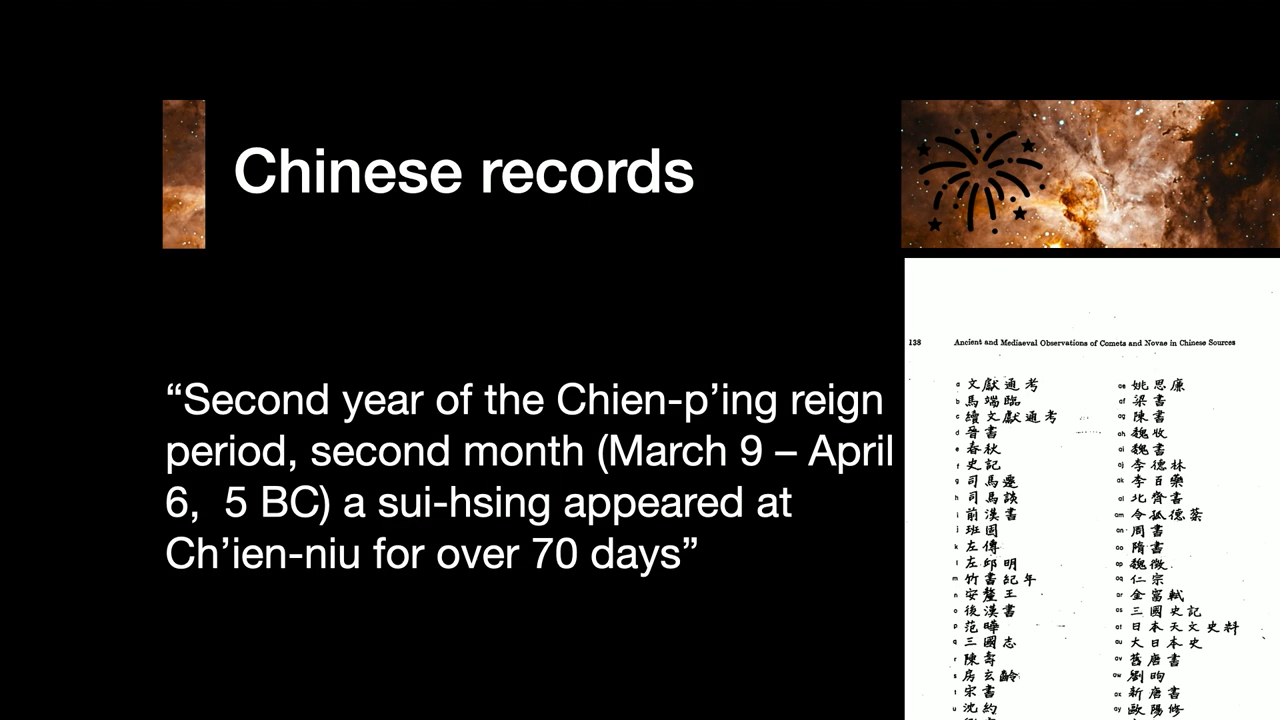 Chinese records
“Second year of the Chien-p’ing reign
period, second month (March 9 – April
6,  5 BC) a sui-hsing appeared at
Ch’ien-niu for over 70 days”
138 Ancient and Mediaeval Observations of Comets and Novae in Chinese Sources
a 文獻通考
b 馬端臨
c 續文獻通考
d 晉書
e 春秋
f 史記
g 司馬遷
h 司馬談
i 前漢書
j 班固
k 左傳
l 左邱明
m 竹書紀年
n 安釐王
o 後漢書
p 范曄
q 三國志
r 陳壽
s 房玄齡
t 宋書
u 沈約
ae 姚思廉
af 梁書
ag 陳書
ah 魏收
ai 魏書
aj 李德林
ak 李百藥
al 北齊書
am 令狐德棻
an 周書
ao 隋書
ap 魏徵
aq 仁宗
ar 金富軾
as 三國史記
at 日本天文史料
au 大日本史
av 舊唐書
aw 劉昫
ax 新唐書
ay 歐陽修